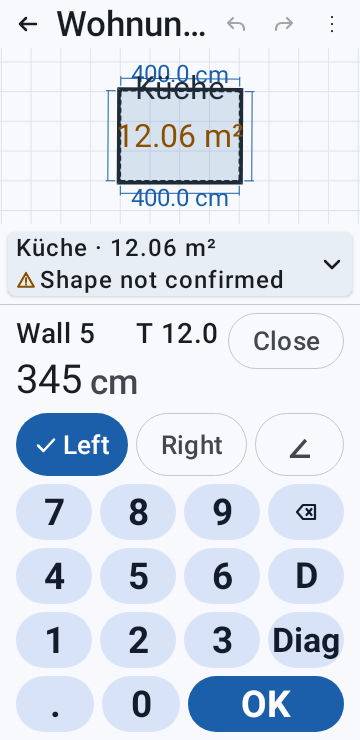 Wohnun...
400.0 cm
Küche
12.06 m²
400.0 cm
Küche · 12.06 m²
Shape not confirmed
Wall 5 T 12.0 Close
345 cm
Left Right
7 8 9
4 5 6 D
1 2 3 Diag
. 0 OK